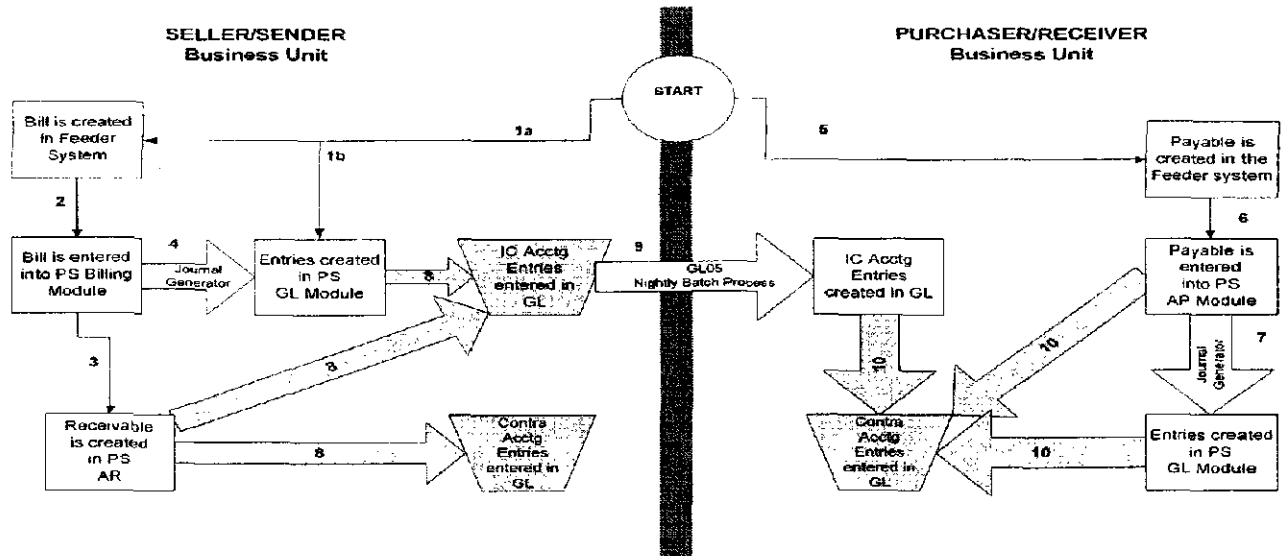 SELLER/SENDER
Business Unit
PURCHASER/RECEIVER
Business Unit
START
Bill is created
in Feeder
System
1a
1b
5
Payable is
created in the
Feeder system
2
6
Bill is entered
into PS Billing
Module
4
Journal
Generator
Entries created
in PS
GL Module
8
IC Acctg
Entries
entered in
GL
9
GL05
Nightly Batch Process
IC Acctg
Entries
created in GL
Payable is
entered
into PS
AP Module
3
8
10
10
7
Journal
Generator
Receivable
is created
in PS
AR
8
Contra
Acctg
Entries
entered in
GL
Contra
Acctg
Entries
entered in
GL
10
Entries created
in PS
GL Module